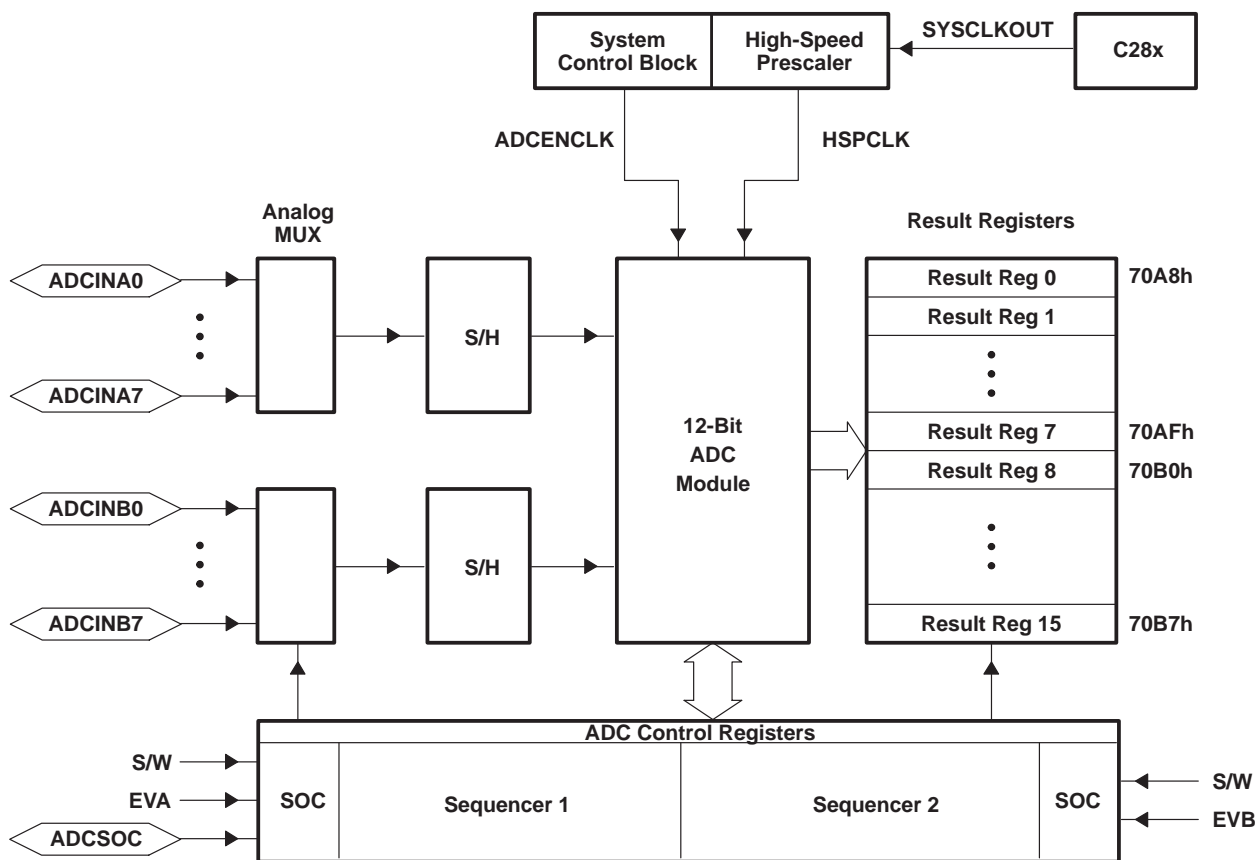 System
Control Block
High-Speed
Prescaler
SYSCLKOUT
C28x
ADCENCLK
HSPCLK
Analog
MUX
Result Registers
ADCINA0
ADCINA7
S/H
ADCINB0
ADCINB7
S/H
12-Bit
ADC
Module
Result Reg 0
70A8h
Result Reg 1
Result Reg 7
70AFh
Result Reg 8
70B0h
Result Reg 15
70B7h
ADC Control Registers
S/W
EVA
ADCSOC
SOC
Sequencer 1
Sequencer 2
SOC
S/W
EVB